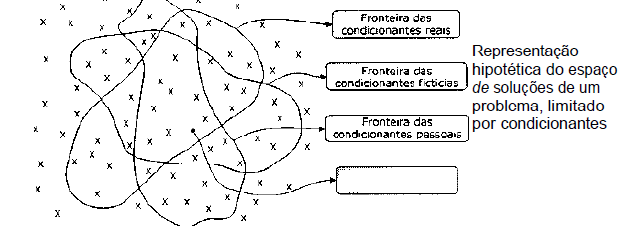 Fronteira das
condicionantes reais
Fronteira das
condicionantes fictícias
Fronteira das
condicionantes pessoais
Representação
hipotética do espaço
de soluções de um
problema, limitado
por condicionantes